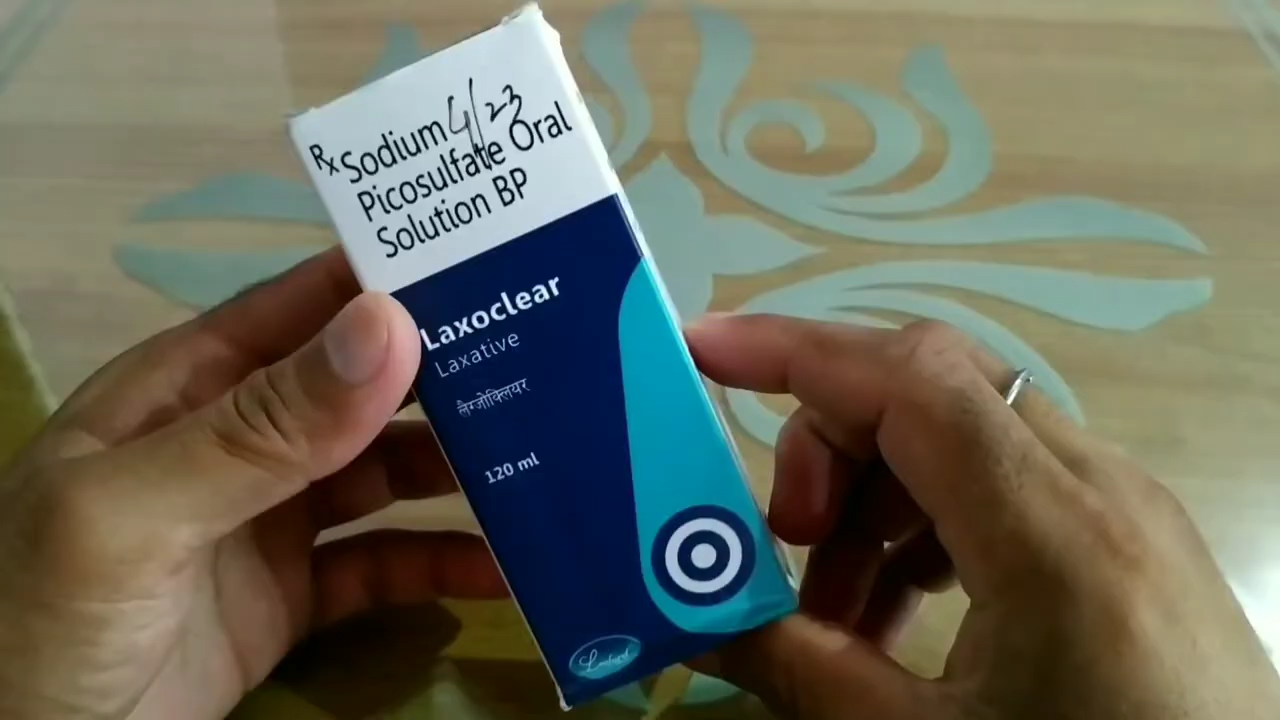 Rx Sodium 4/23
Picosulfate Oral
Solution BP
Laxoclear
Laxative
लैग्जोक्लियर
120 ml